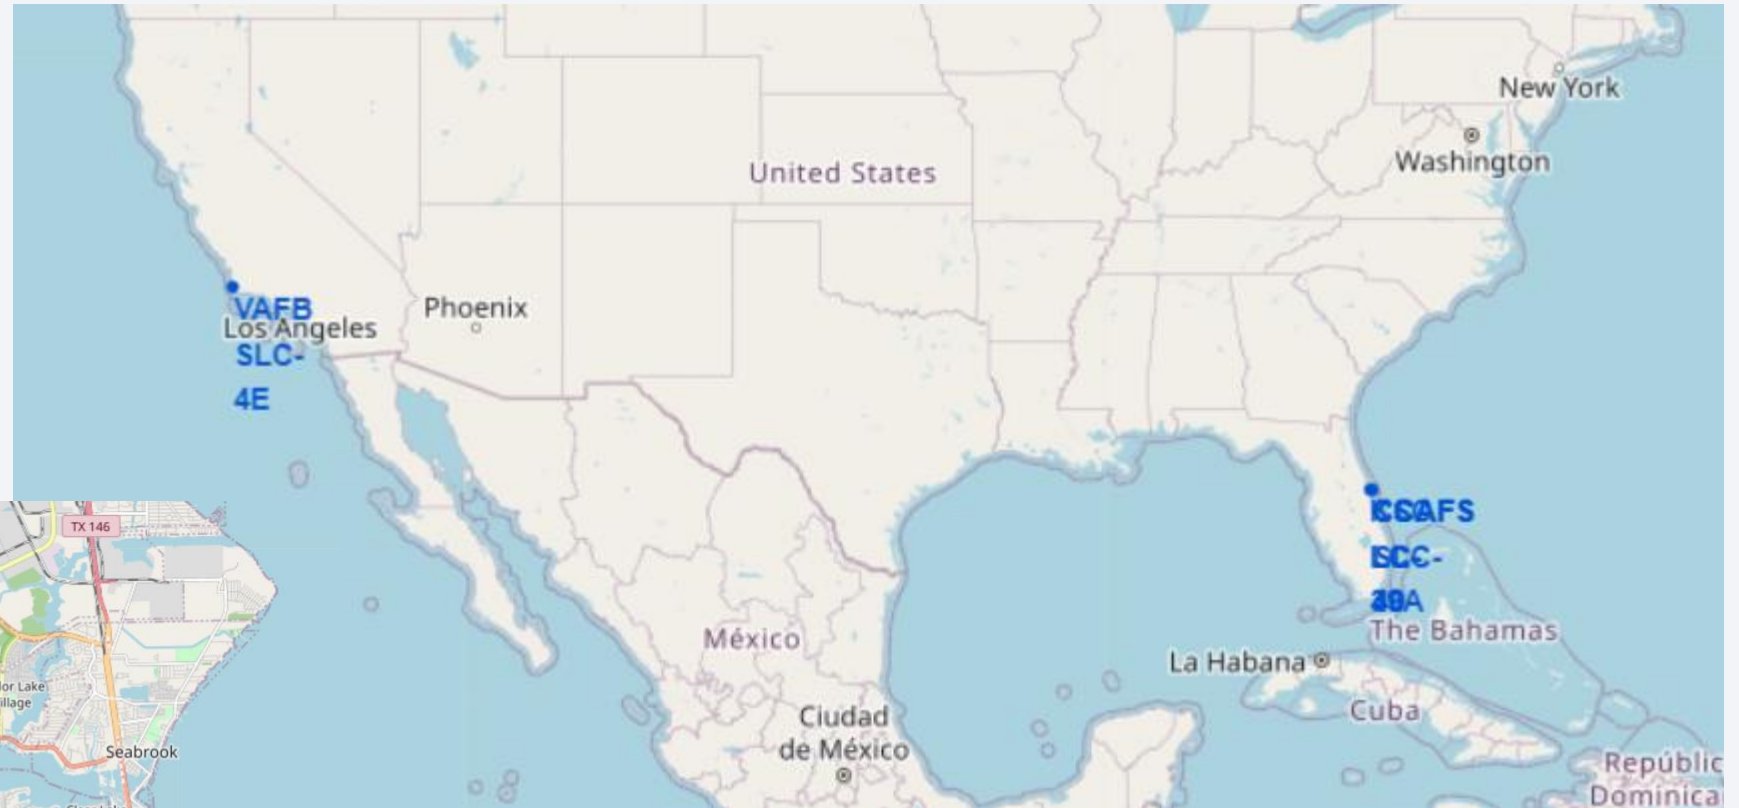 New York
Washington
United States
VAFB
Los Angeles
SLC-
4E
Phoenix
TX 146
The Bahamas
México
La Habana
Cuba
Ciudad
de México
Seabrook
Repúblic
Dominica